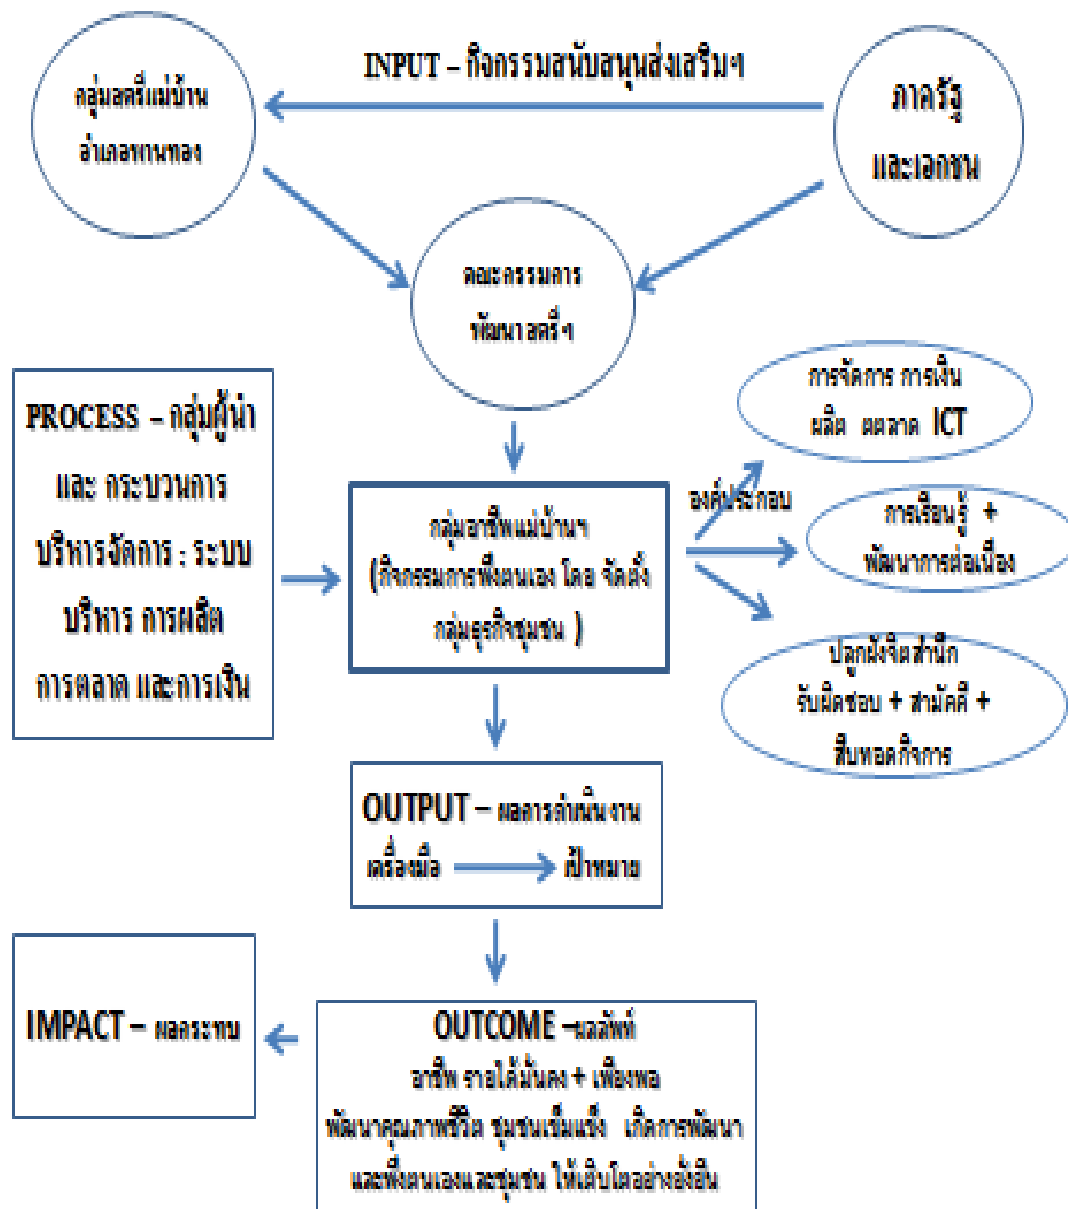 INPUT – กิจกรรมสนับสนุนส่งเสริมฯ
กลุ่มสตรีแม่บ้าน
อำเภอพานทอง
ภาครัฐ
และเอกชน
คณะกรรมการ
พัฒนาสตรีฯ
PROCESS – กลุ่มผู้นำ
และ กระบวนการ
บริหารจัดการ : ระบบ
บริหาร การผลิต
การตลาด และการเงิน
กลุ่มอาชีพแม่บ้านฯ
(กิจกรรมการพึ่งตนเอง โดย จัดตั้ง
กลุ่มธุรกิจชุมชน )
องค์ประกอบ
การจัดการ การเงิน
ผลิต ตลาด ICT
การเรียนรู้ +
พัฒนาการต่อเนื่อง
ปลูกฝังจิตสำนึก
รับผิดชอบ + สามัคคี +
สืบทอดกิจการ
OUTPUT – ผลการดำเนินงาน
เครื่องมือ เป้าหมาย
IMPACT – ผลกระทบ
OUTCOME –ผลลัพท์
อาชีพ รายได้มั่นคง + เพียงพอ
พัฒนาคุณภาพชีวิต ชุมชนเข้มแข็ง เกิดการพัฒนา
และพึ่งตนเองและชุมชน ให้เติบโตอย่างยั่งยืน